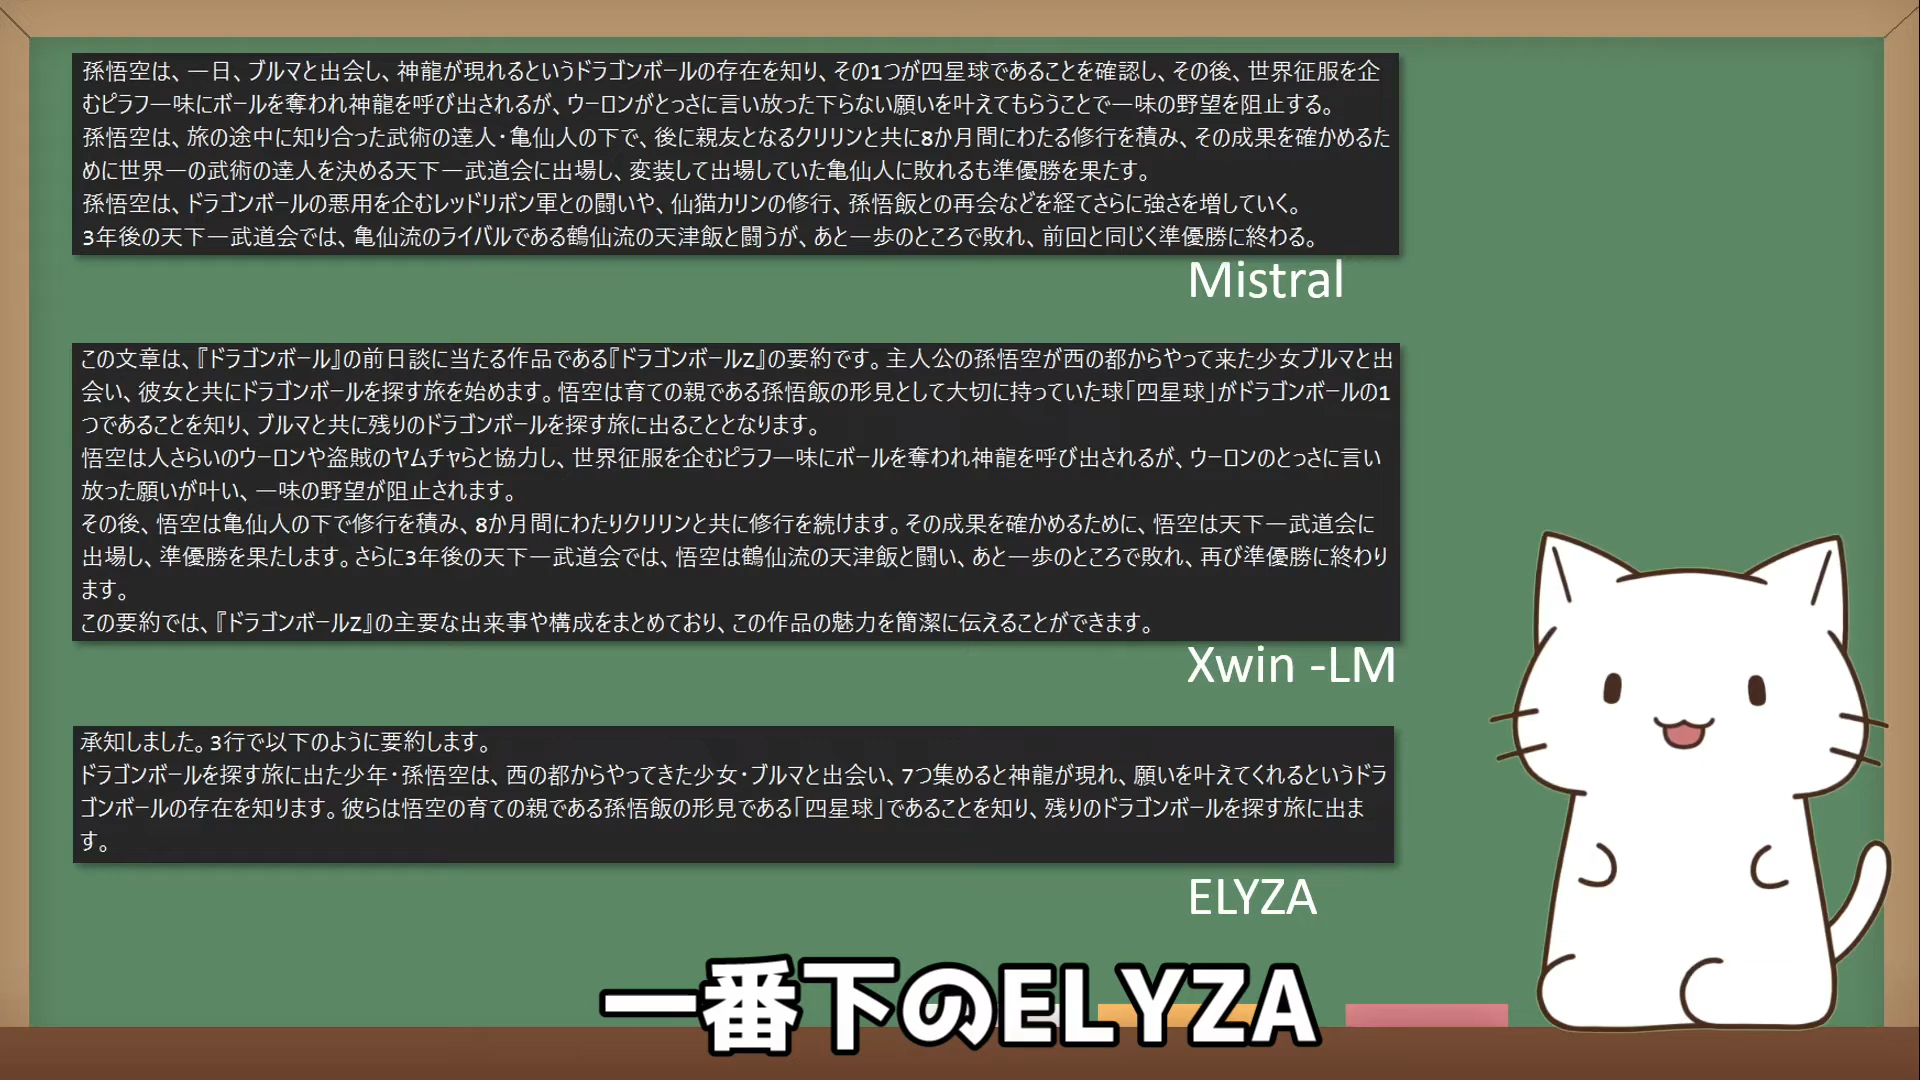 孫悟空は、一日、ブルマと出会し、神龍が現れるというドラゴンボールの存在を知り、その1つが四星球であることを確認し、その後、世界征服を企
むピラフ一味にボールを奪われ神龍を呼び出されるが、ウーロンがとっさに言い放った下らない願いを叶えてもらうことで一味の野望を阻止する。
孫悟空は、旅の途中に知り合った武術の達人・亀仙人の下で、後に親友となるクリリンと共に8か月間にわたる修行を積み、その成果を確かめるた
めに世界一の武術の達人を決める天下一武道会に出場し、変装して出場していた亀仙人に敗れるも準優勝を果たす。
孫悟空は、ドラゴンボールの悪用を企むレッドリボン軍との闘いや、仙猫カリンの修行、孫悟飯との再会などを経てさらに強さを増していく。
3年後の天下一武道会では、亀仙流のライバルである鶴仙流の天津飯と闘うが、あと一歩のところで敗れ、前回と同じく準優勝に終わる。
Mistral
この文章は、『ドラゴンボール』の前日談に当たる作品である『ドラゴンボールZ』の要約です。主人公の孫悟空が西の都からやって来た少女ブルマと出
会い、彼女と共にドラゴンボールを探す旅を始めます。悟空は育ての親である孫悟飯の形見として大切に持っていた球「四星球」がドラゴンボールの1
つであることを知り、ブルマと共に残りのドラゴンボールを探す旅に出ることとなります。
悟空は人さらいのウーロンや盗賊のヤムチャらと協力し、世界征服を企むピラフ一味にボールを奪われ神龍を呼び出されるが、ウーロンのとっさに言い
放った願いが叶い、一味の野望が阻止されます。
その後、悟空は亀仙人の下で修行を積み、8か月間にわたりクリリンと共に修行を続けます。その成果を確かめるために、悟空は天下一武道会に
出場し、準優勝を果たします。さらに3年後の天下一武道会では、悟空は鶴仙流の天津飯と闘い、あと一歩のところで敗れ、再び準優勝に終わり
ます。
この要約では、『ドラゴンボールZ』の主要な出来事や構成をまとめており、この作品の魅力を簡潔に伝えることができます。
Xwin -LM
承知しました。3行で以下のように要約します。
ドラゴンボールを探す旅に出た少年・孫悟空は、西の都からやってきた少女・ブルマと出会い、7つ集めると神龍が現れ、願いを叶えてくれるというドラ
ゴンボールの存在を知ります。彼らは悟空の育ての親である孫悟飯の形見である「四星球」であることを知り、残りのドラゴンボールを探す旅に出ま
す。
ELYZA
一番下のELYZA